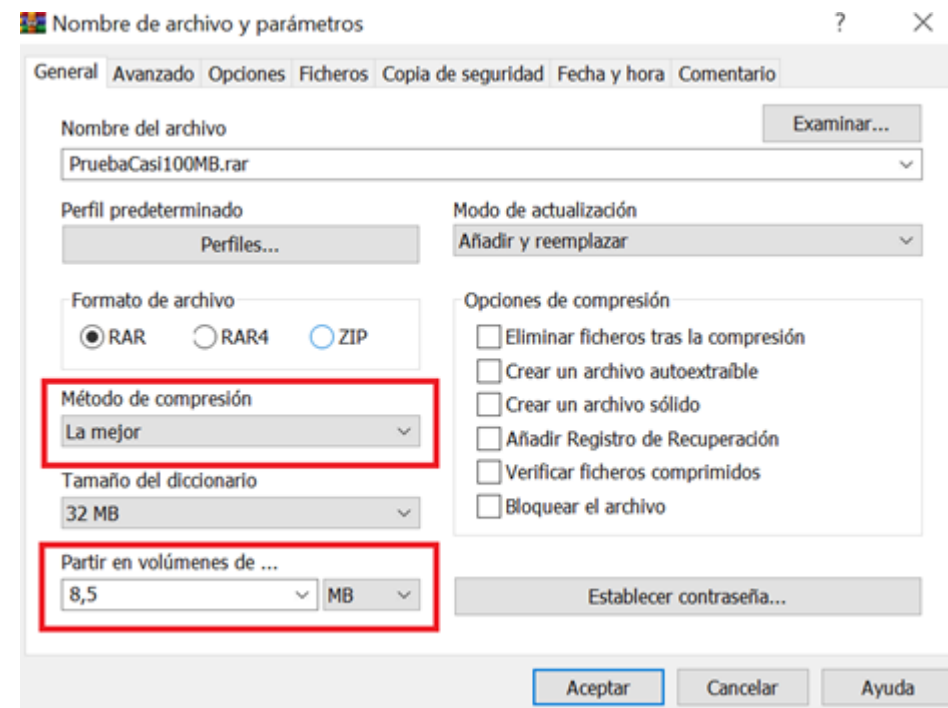 Nombre de archivo y parámetros
?
General Avanzado Opciones Ficheros Copia de seguridad Fecha y hora Comentario
Nombre del archivo
Examinar...
PruebaCasi100MB.rar
Perfil predeterminado
Perfiles...
Modo de actualización
Añadir y reemplazar
Formato de archivo
RAR RAR4 ZIP
Método de compresión
La mejor
Tamaño del diccionario
32 MB
Partir en volúmenes de ...
8,5 MB
Opciones de compresión
Eliminar ficheros tras la compresión
Crear un archivo autoextraíble
Crear un archivo sólido
Añadir Registro de Recuperación
Verificar ficheros comprimidos
Bloquear el archivo
Establecer contraseña...
Aceptar Cancelar Ayuda